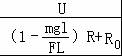 U
(1-mgl/FL) R+R₀